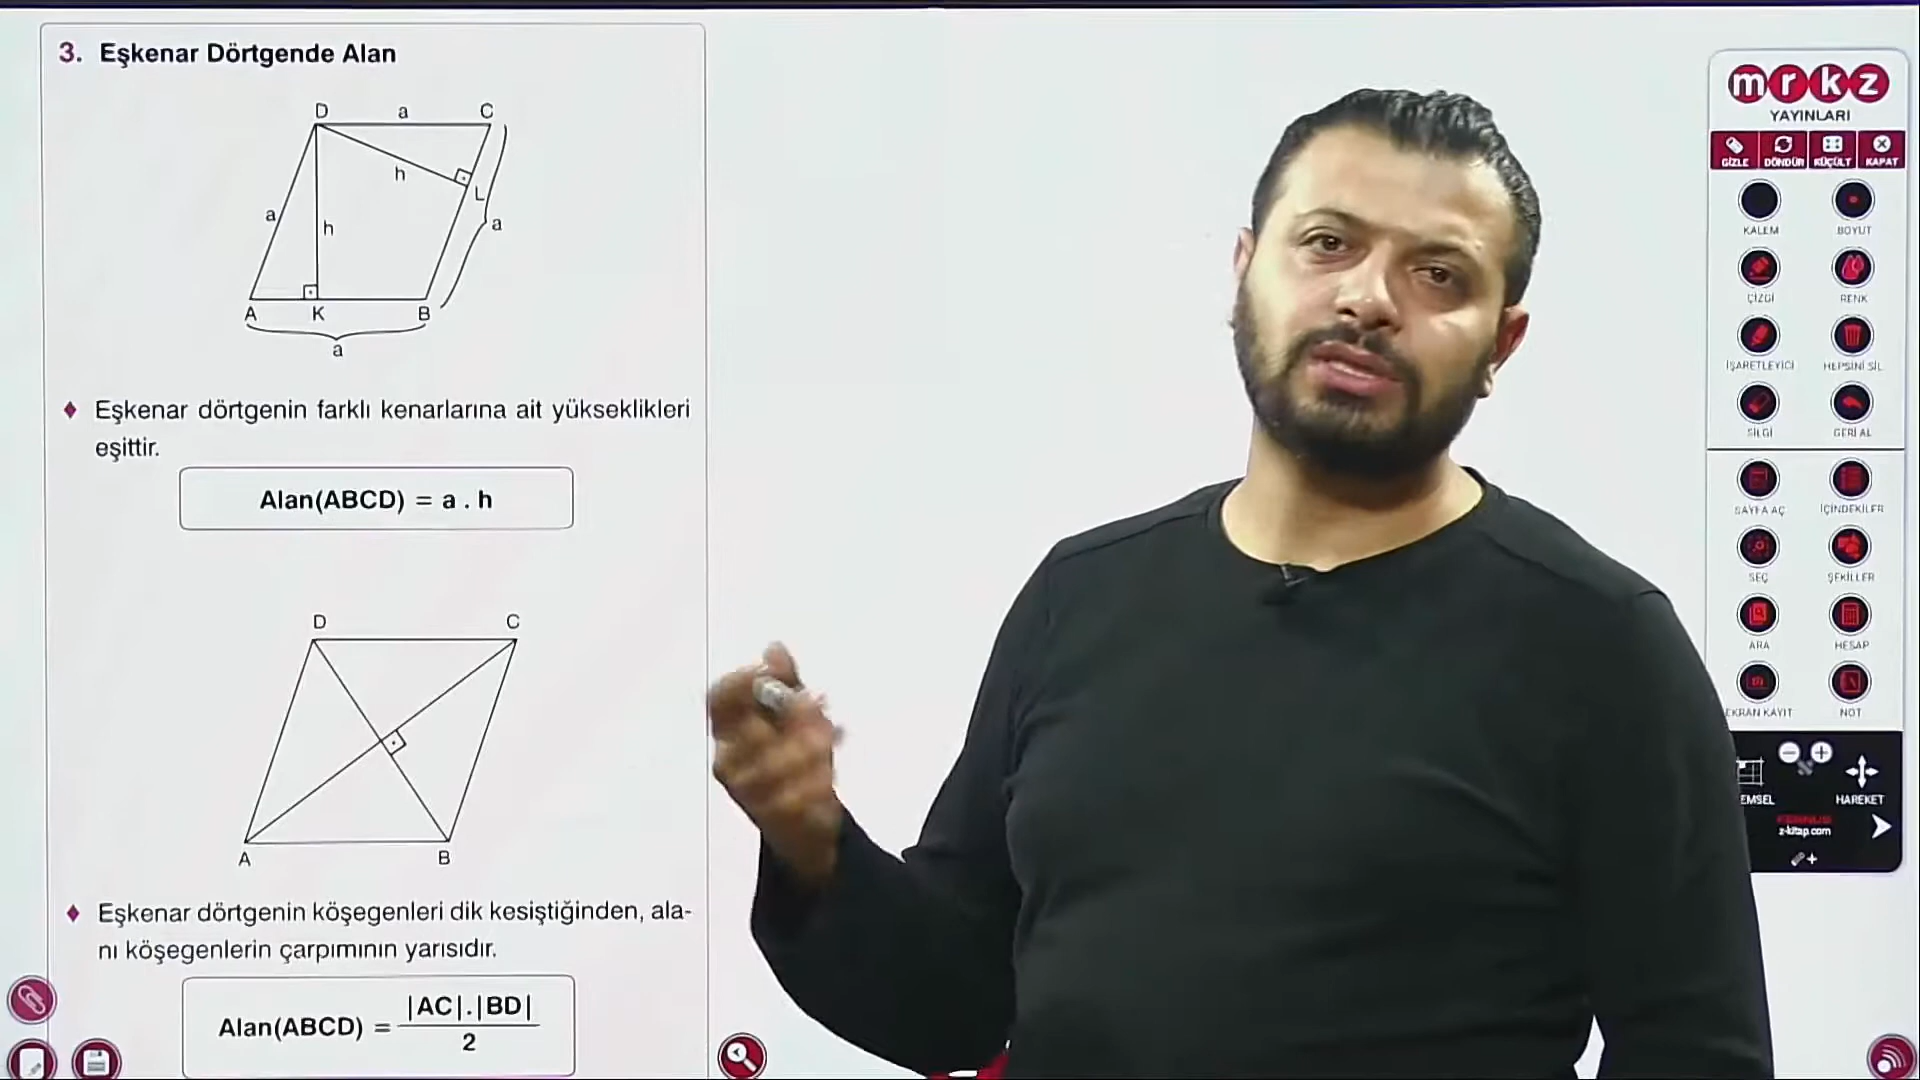 3. Eşkenar Dörtgende Alan
D a C
h
L
a
h
a
A K B
a
♦ Eşkenar dörtgenin farklı kenarlarına ait yükseklikleri
eşittir.
Alan(ABCD) = a . h
D C
A B
♦ Eşkenar dörtgenin köşegenleri dik kesiştiğinden, ala-
nı köşegenlerin çarpımının yarısıdır.
Alan(ABCD) = |AC|.|BD|
2
mrkz
YAYINLARI
GİZLE DÖNDÜR KÜÇÜLT KAPAT
KALEM BOYUT
ÇİZGİ RENK
İŞARETLEYİCİ HEPSİNİ SİL
SİLGİ GERİ AL
SAYFA AÇ İÇİNDEKİLER
SEÇ ŞEKİLLER
ARA HESAP
EKRAN KAYIT NOT
EMSEL HAREKET
FERNUS
z-kitap.com